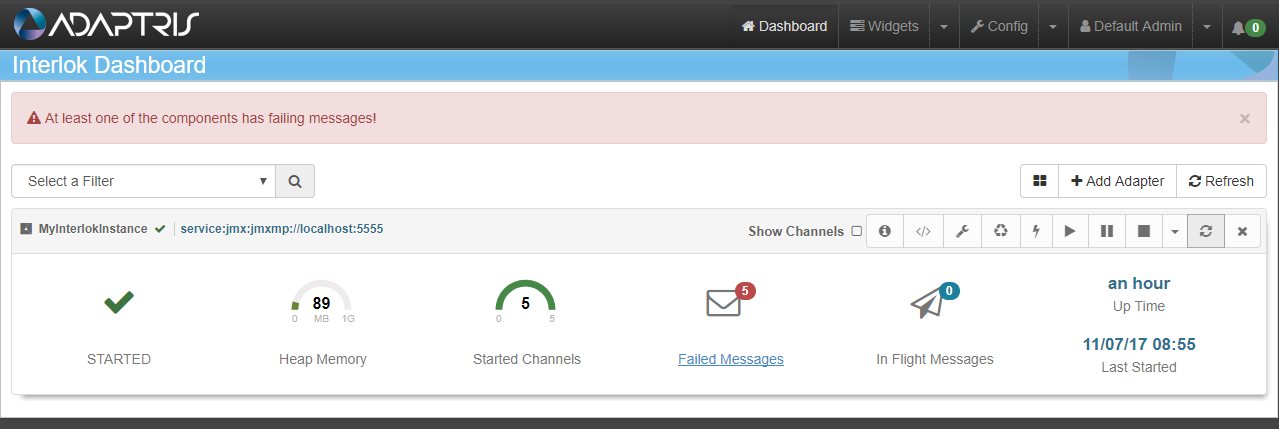 ADAPTRIS Dashboard Widgets Config Default Admin 0
Interlok Dashboard
At least one of the components has failing messages! ×
Select a Filter Add Adapter Refresh
MyInterlokInstance service:jmx:jmxmp://localhost:5555 Show Channels
89
0 MB 1G
Heap Memory
5
0 5
Started Channels
STARTED
5
Failed Messages
0
In Flight Messages
an hour
Up Time
11/07/17 08:55
Last Started